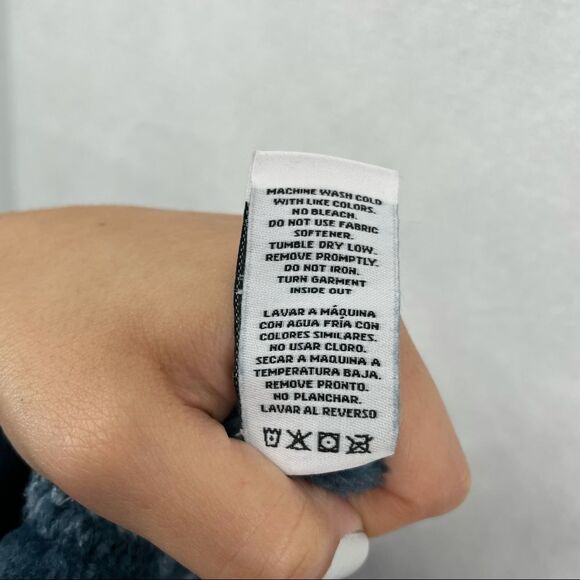 MACHINE WASH COLD
WITH LIKE COLORS.
NO BLEACH.
DO NOT USE FABRIC
SOFTENER.
TUMBLE DRY LOW.
REMOVE PROMPTLY.
DO NOT IRON.
TURN GARMENT
INSIDE OUT
LAVAR A MÁQUINA
CON AGUA FRÍA CON
COLORES SIMILARES.
NO USAR CLORO.
SECAR A MAQUINA A
TEMPERATURA BAJA.
REMOVE PRONTO.
NO PLANCHAR.
LAVAR AL REVERSO